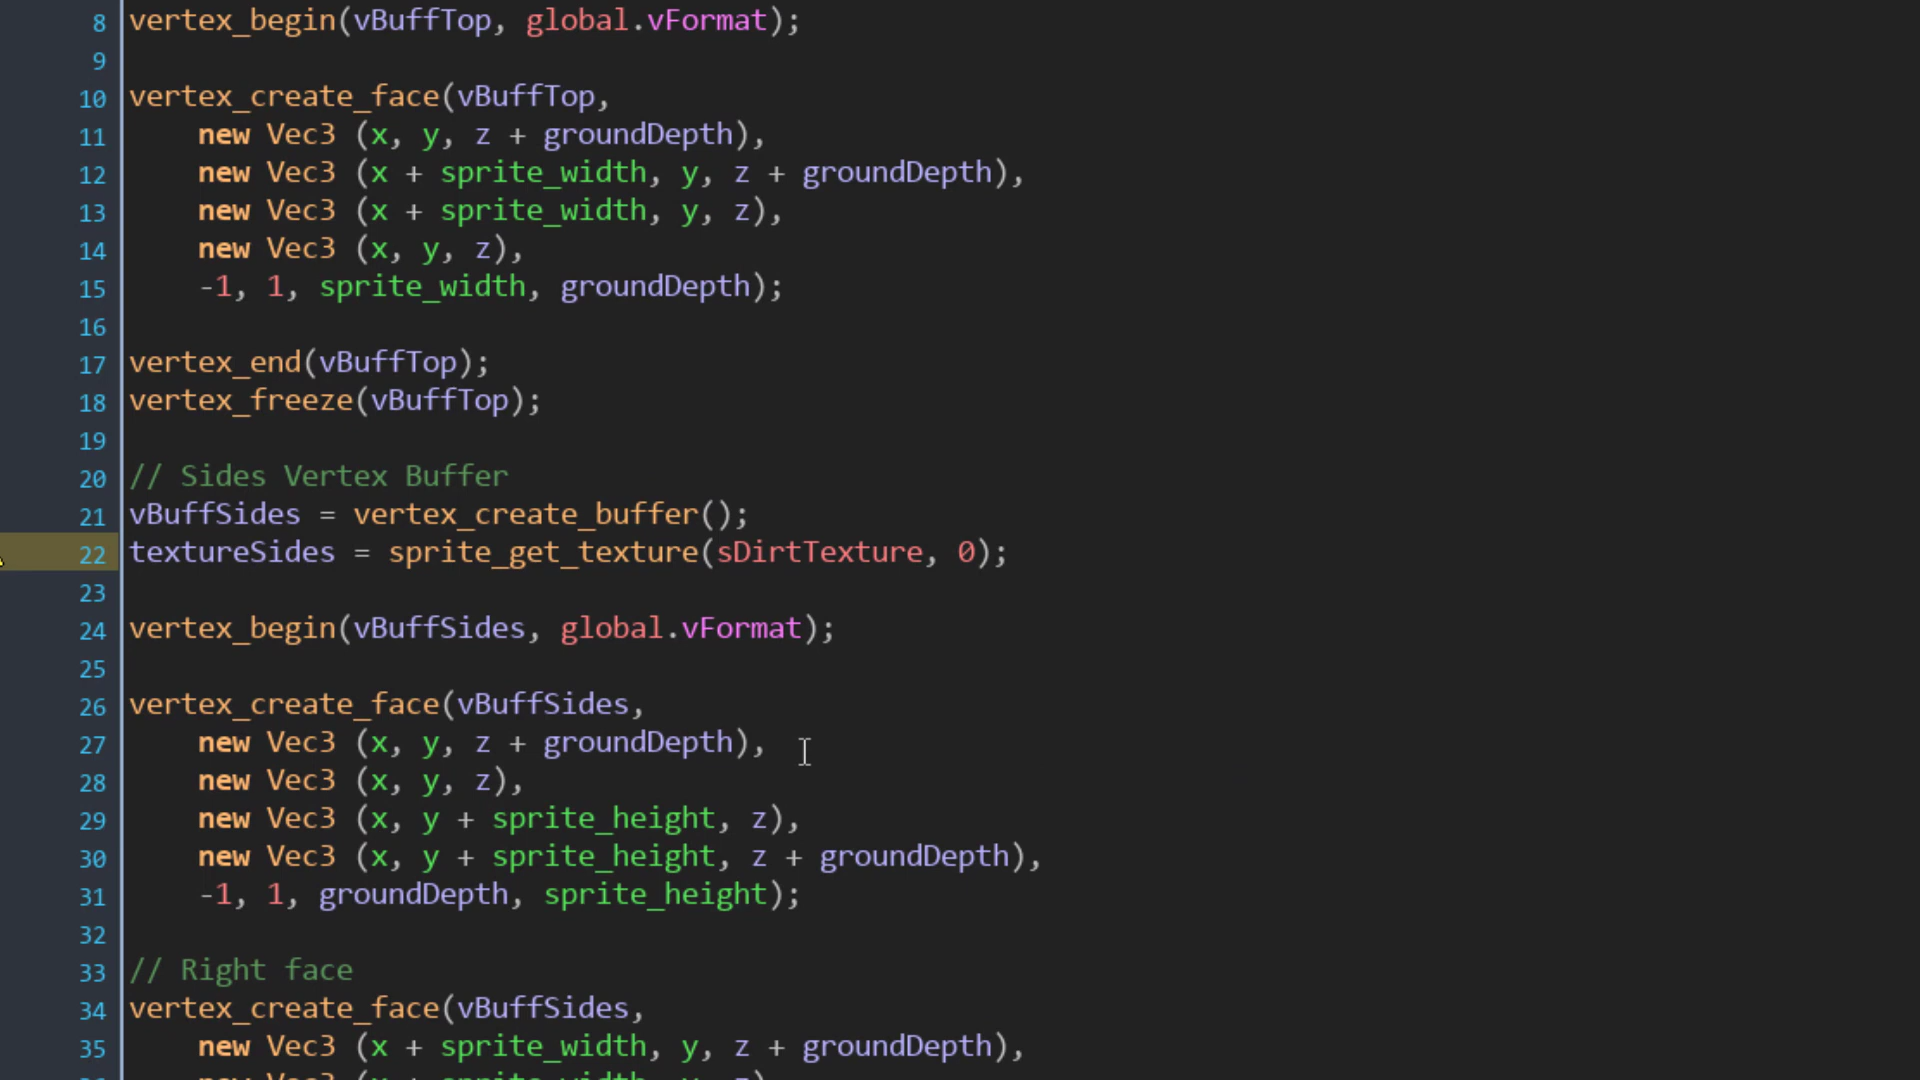 8 vertex_begin(vBuffTop, global.vFormat);
9
10 vertex_create_face(vBuffTop,
11     new Vec3 (x, y, z + groundDepth),
12     new Vec3 (x + sprite_width, y, z + groundDepth),
13     new Vec3 (x + sprite_width, y, z),
14     new Vec3 (x, y, z),
15     -1, 1, sprite_width, groundDepth);
16
17 vertex_end(vBuffTop);
18 vertex_freeze(vBuffTop);
19
20 // Sides Vertex Buffer
21 vBuffSides = vertex_create_buffer();
22 textureSides = sprite_get_texture(sDirtTexture, 0);
23
24 vertex_begin(vBuffSides, global.vFormat);
25
26 vertex_create_face(vBuffSides,
27     new Vec3 (x, y, z + groundDepth),
28     new Vec3 (x, y, z),
29     new Vec3 (x, y + sprite_height, z),
30     new Vec3 (x, y + sprite_height, z + groundDepth),
31     -1, 1, groundDepth, sprite_height);
32
33 // Right face
34 vertex_create_face(vBuffSides,
35     new Vec3 (x + sprite_width, y, z + groundDepth),